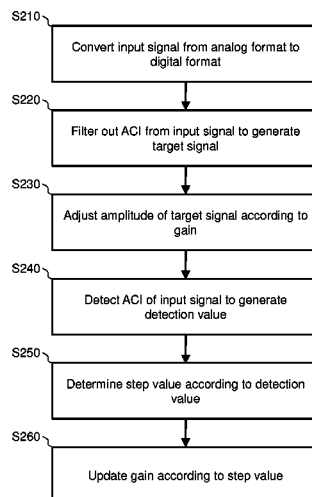 S210
Convert input signal from analog format to
digital format
S220
Filter out ACI from input signal to generate
target signal
S230
Adjust amplitude of target signal according to
gain
S240
Detect ACI of input signal to generate
detection value
S250
Determine step value according to detection
value
S260
Update gain according to step value